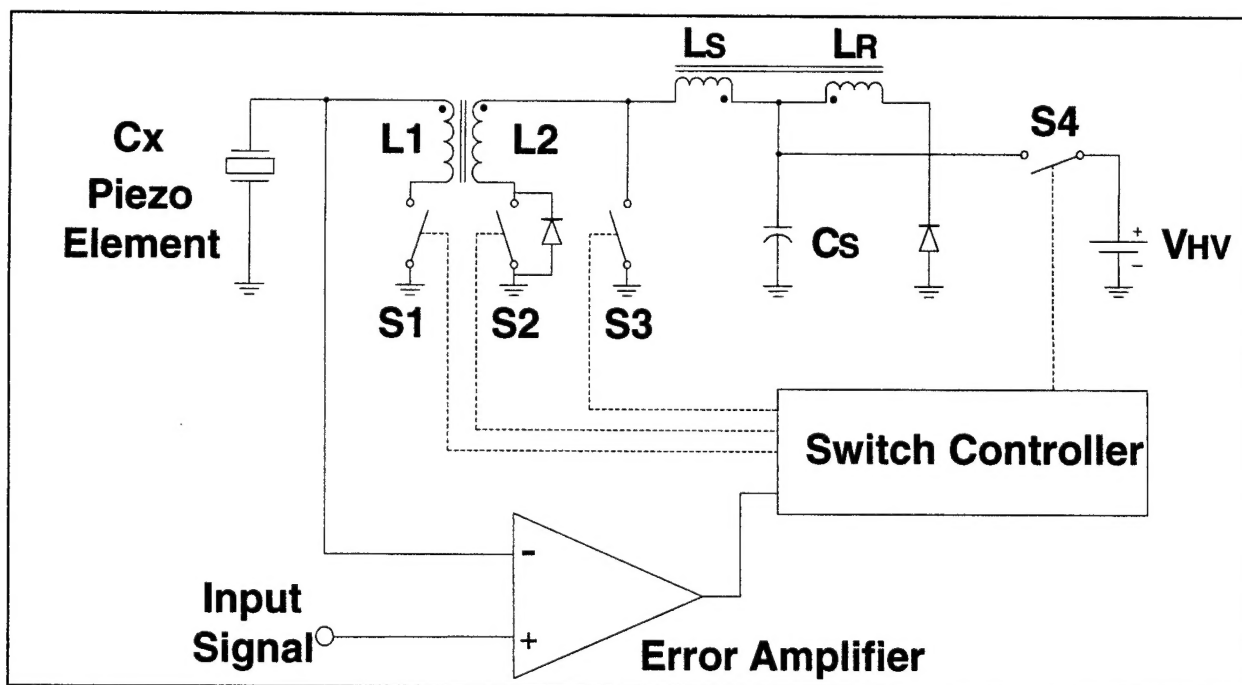 LS LR
Cx
Piezo
Element
L1 L2
S4
CS
VHV
+
-
S1 S2 S3
Switch Controller
-
+
Input
Signal
Error Amplifier